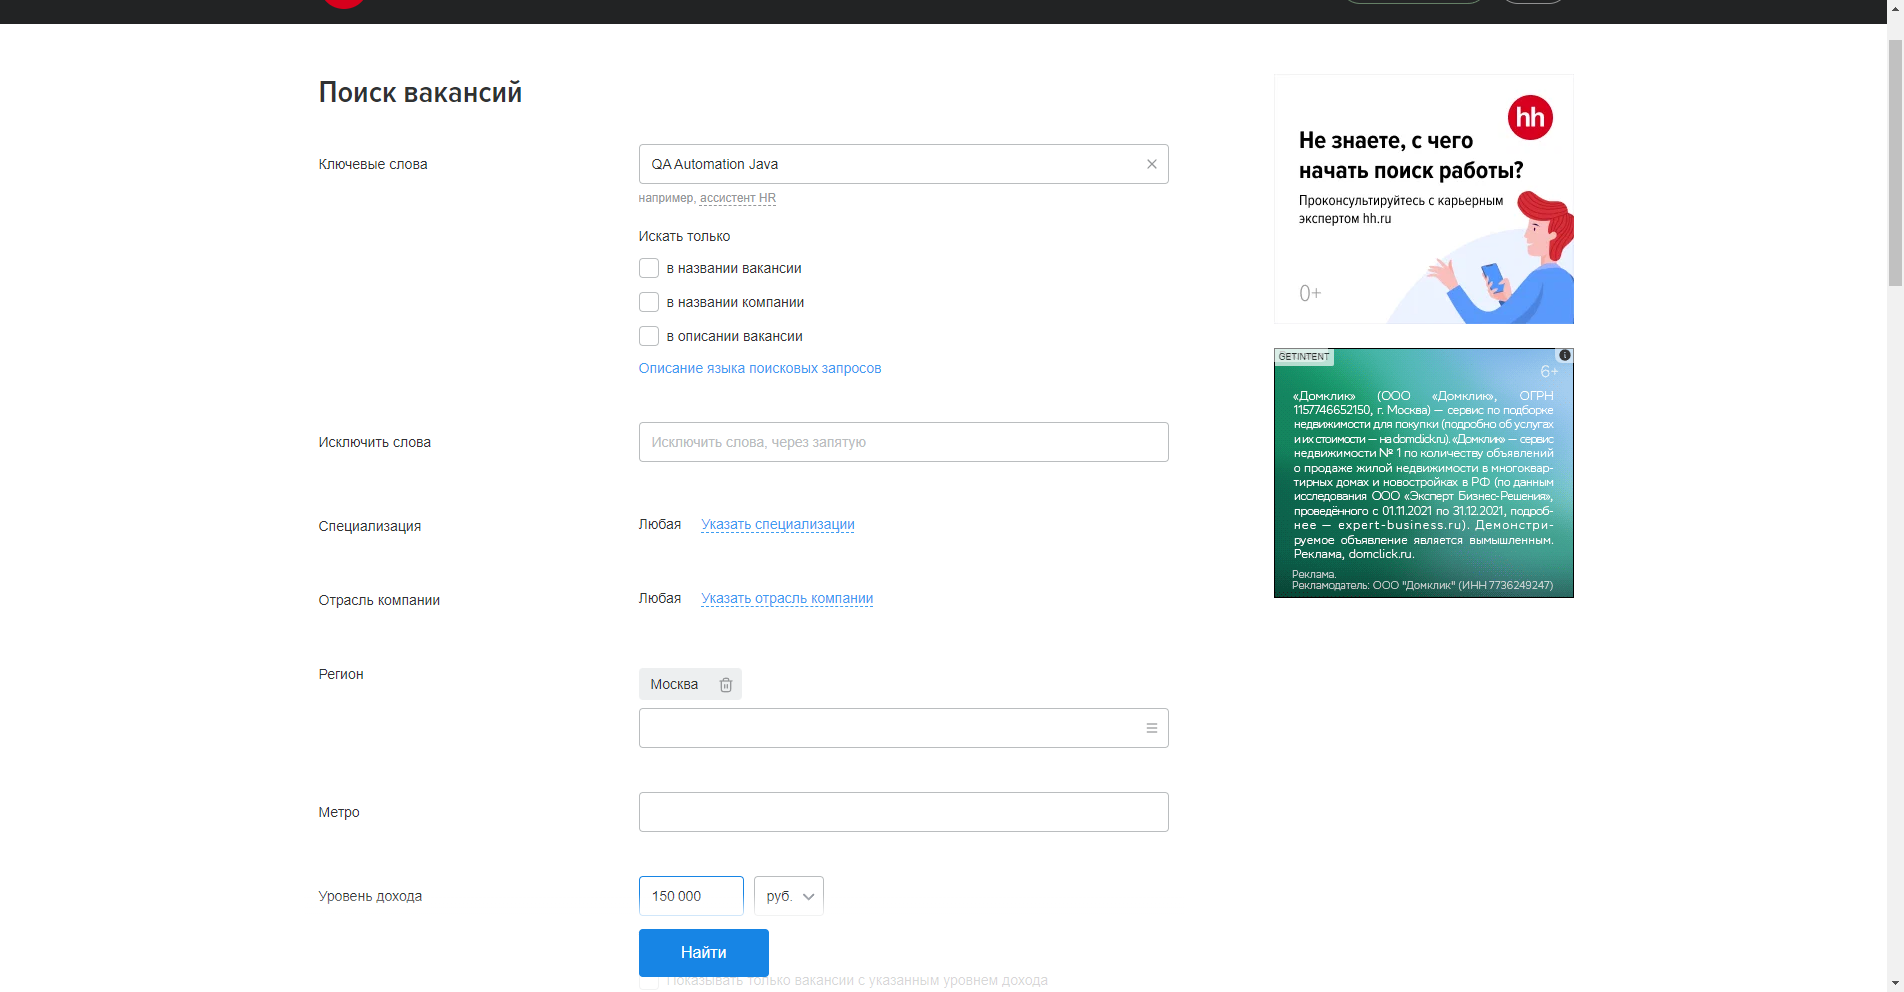 Поиск вакансий
Ключевые слова
QA Automation Java
например, ассистент HR
Искать только
в названии вакансии
в названии компании
в описании вакансии
Описание языка поисковых запросов
Исключить слова
Исключить слова, через запятую
Специализация
Любая Указать специализации
Отрасль компании
Любая Указать отрасль компании
Регион
Москва
Метро
Уровень дохода
150 000 руб.
Найти
Показывать только вакансии с указанным уровнем дохода
hh
Не знаете, с чего
начать поиск работы?
Проконсультируйтесь с карьерным
экспертом hh.ru
0+
GETINTENT
6+
«Домклик» (ООО «Домклик», ОГРН
1157746652150, г. Москва) — сервис по подборке
недвижимости для покупки (подробно об услугах
и их стоимости — на domclick.ru). «Домклик» — сервис
недвижимости № 1 по количеству объявлений
о продаже жилой недвижимости в многоквар-
тирных домах и новостройках в РФ (по данным
исследования ООО «Эксперт Бизнес-Решения»,
проведённого с 01.11.2021 по 31.12.2021, подроб-
нее — expert-business.ru). Демонстри-
руемое объявление является вымышленным.
Реклама, domclick.ru.
Реклама.
Рекламодатель: ООО "Домклик" (ИНН 7736249247)